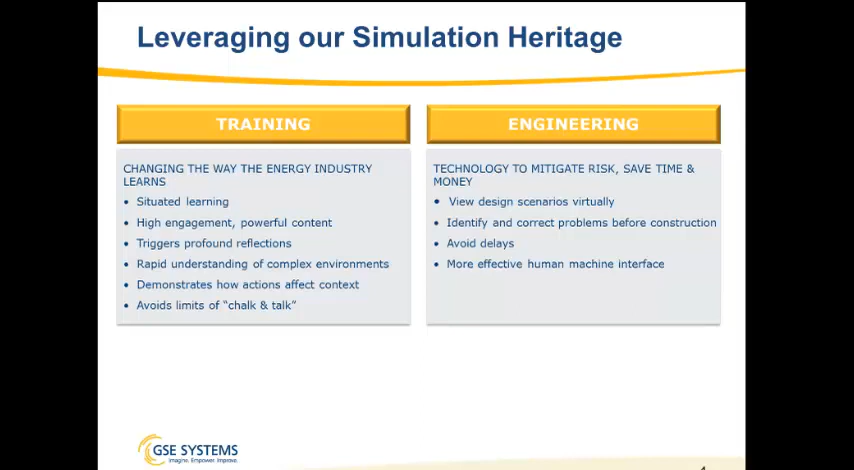 Leveraging our Simulation Heritage
TRAINING
CHANGING THE WAY THE ENERGY INDUSTRY
LEARNS
• Situated learning
• High engagement, powerful content
• Triggers profound reflections
• Rapid understanding of complex environments
• Demonstrates how actions affect context
• Avoids limits of “chalk & talk”
ENGINEERING
TECHNOLOGY TO MITIGATE RISK, SAVE TIME &
MONEY
• View design scenarios virtually
• Identify and correct problems before construction
• Avoid delays
• More effective human machine interface
GSE SYSTEMS
Imagine. Empower. Improve.